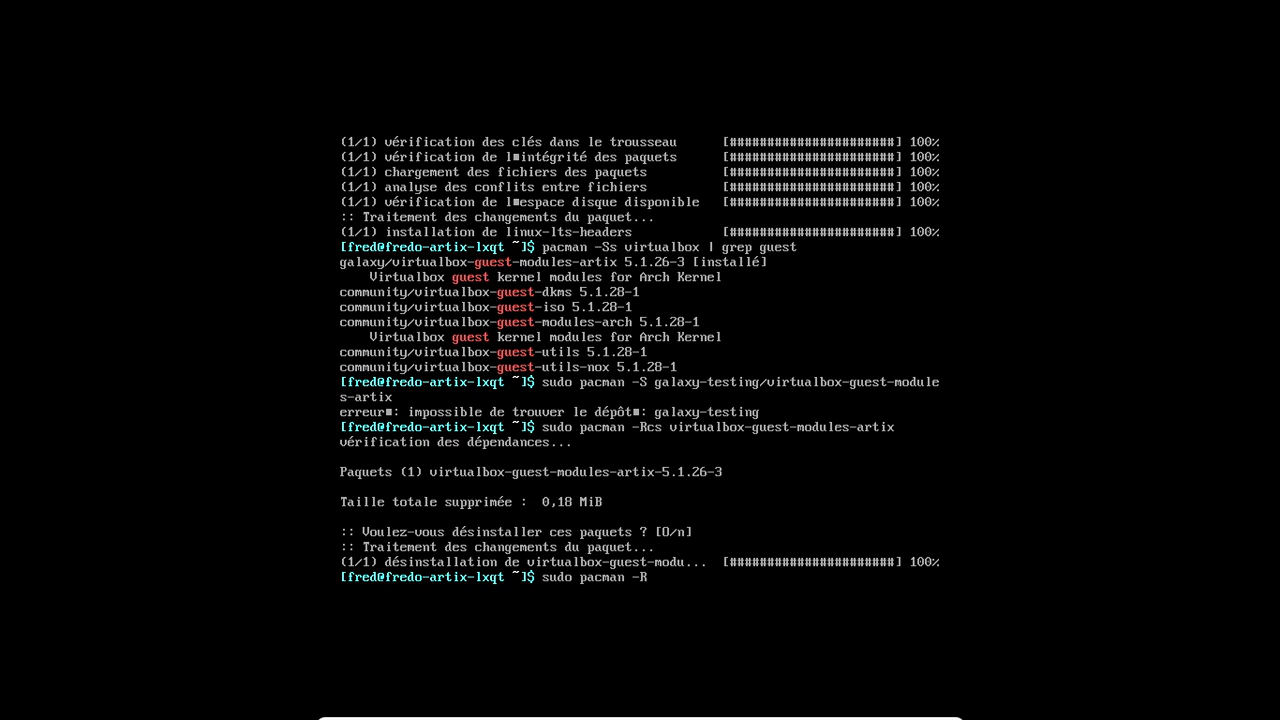 (1/1) vérification des clés dans le trousseau [######################] 100%
(1/1) vérification de l■intégrité des paquets [######################] 100%
(1/1) chargement des fichiers des paquets [######################] 100%
(1/1) analyse des conflits entre fichiers [######################] 100%
(1/1) vérification de l■espace disque disponible [######################] 100%
:: Traitement des changements du paquet...
(1/1) installation de linux-lts-headers [######################] 100%
[fred@fredo-artix-lxqt ~]$ pacman -Ss virtualbox | grep guest
galaxy/virtualbox-guest-modules-artix 5.1.26-3 [installé]
Virtualbox guest kernel modules for Arch Kernel
community/virtualbox-guest-dkms 5.1.28-1
community/virtualbox-guest-iso 5.1.28-1
community/virtualbox-guest-modules-arch 5.1.28-1
Virtualbox guest kernel modules for Arch Kernel
community/virtualbox-guest-utils 5.1.28-1
community/virtualbox-guest-utils-nox 5.1.28-1
[fred@fredo-artix-lxqt ~]$ sudo pacman -S galaxy-testing/virtualbox-guest-module
s-artix
erreur■: impossible de trouver le dépôt■: galaxy-testing
[fred@fredo-artix-lxqt ~]$ sudo pacman -Rcs virtualbox-guest-modules-artix
vérification des dépendances...
Paquets (1) virtualbox-guest-modules-artix-5.1.26-3
Taille totale supprimée : 0,18 MiB
:: Voulez-vous désinstaller ces paquets ? [O/n]
:: Traitement des changements du paquet...
(1/1) désinstallation de virtualbox-guest-modu... [######################] 100%
[fred@fredo-artix-lxqt ~]$ sudo pacman -R